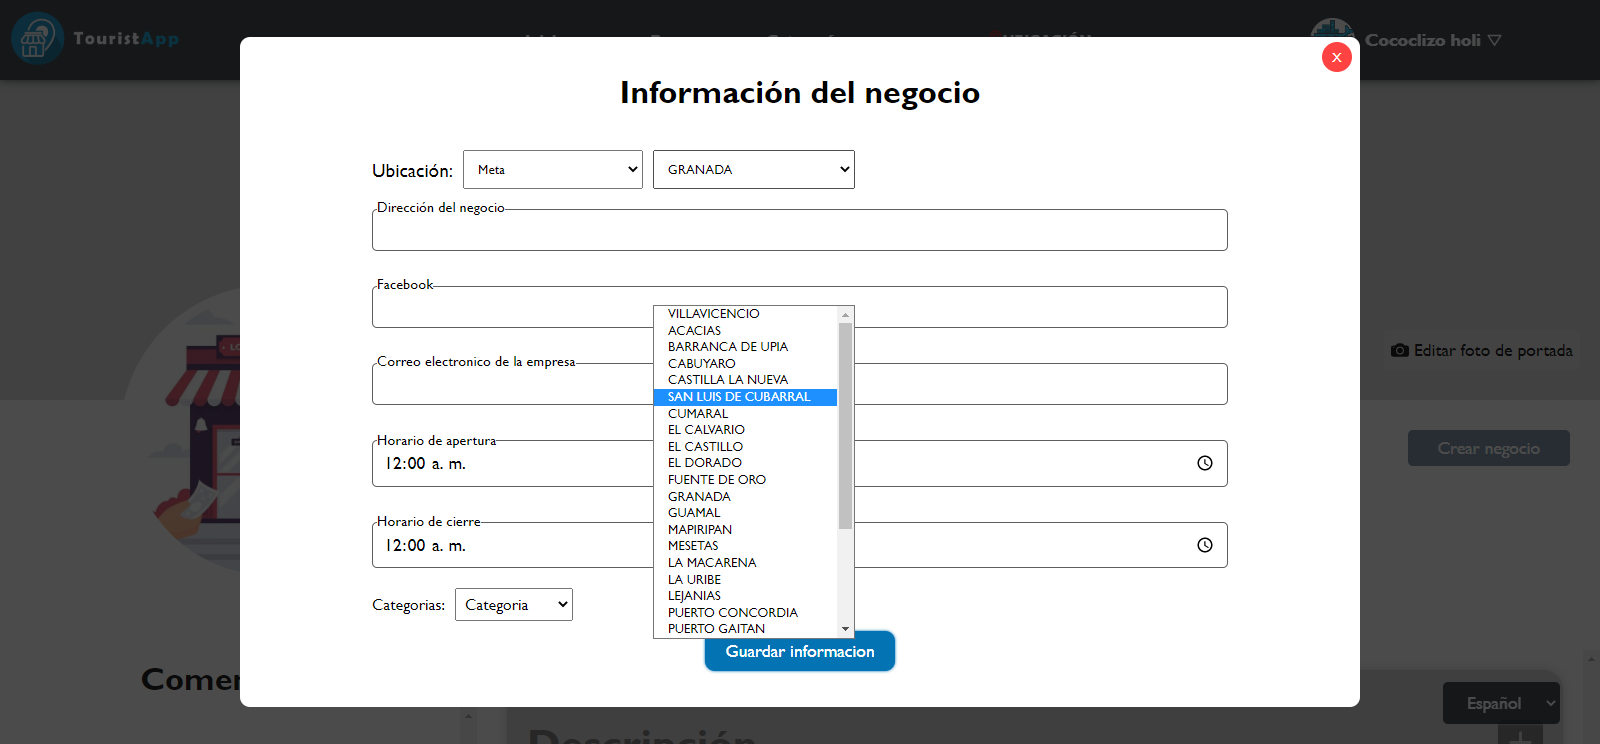 TouristApp
UBICACIÓN
Cococlizo holi
X
Información del negocio
Ubicación:
Meta
GRANADA
Dirección del negocio
Facebook
Correo electronico de la empresa
Horario de apertura
12:00 a. m.
Horario de cierre
12:00 a. m.
Categorias:
Categoria
VILLAVICENCIO
ACACIAS
BARRANCA DE UPIA
CABUYARO
CASTILLA LA NUEVA
SAN LUIS DE CUBARRAL
CUMARAL
EL CALVARIO
EL CASTILLO
EL DORADO
FUENTE DE ORO
GRANADA
GUAMAL
MAPIRIPAN
MESETAS
LA MACARENA
LA URIBE
LEJANIAS
PUERTO CONCORDIA
PUERTO GAITAN
Guardar informacion
Editar foto de portada
Crear negocio
Comer
Español
Descripción